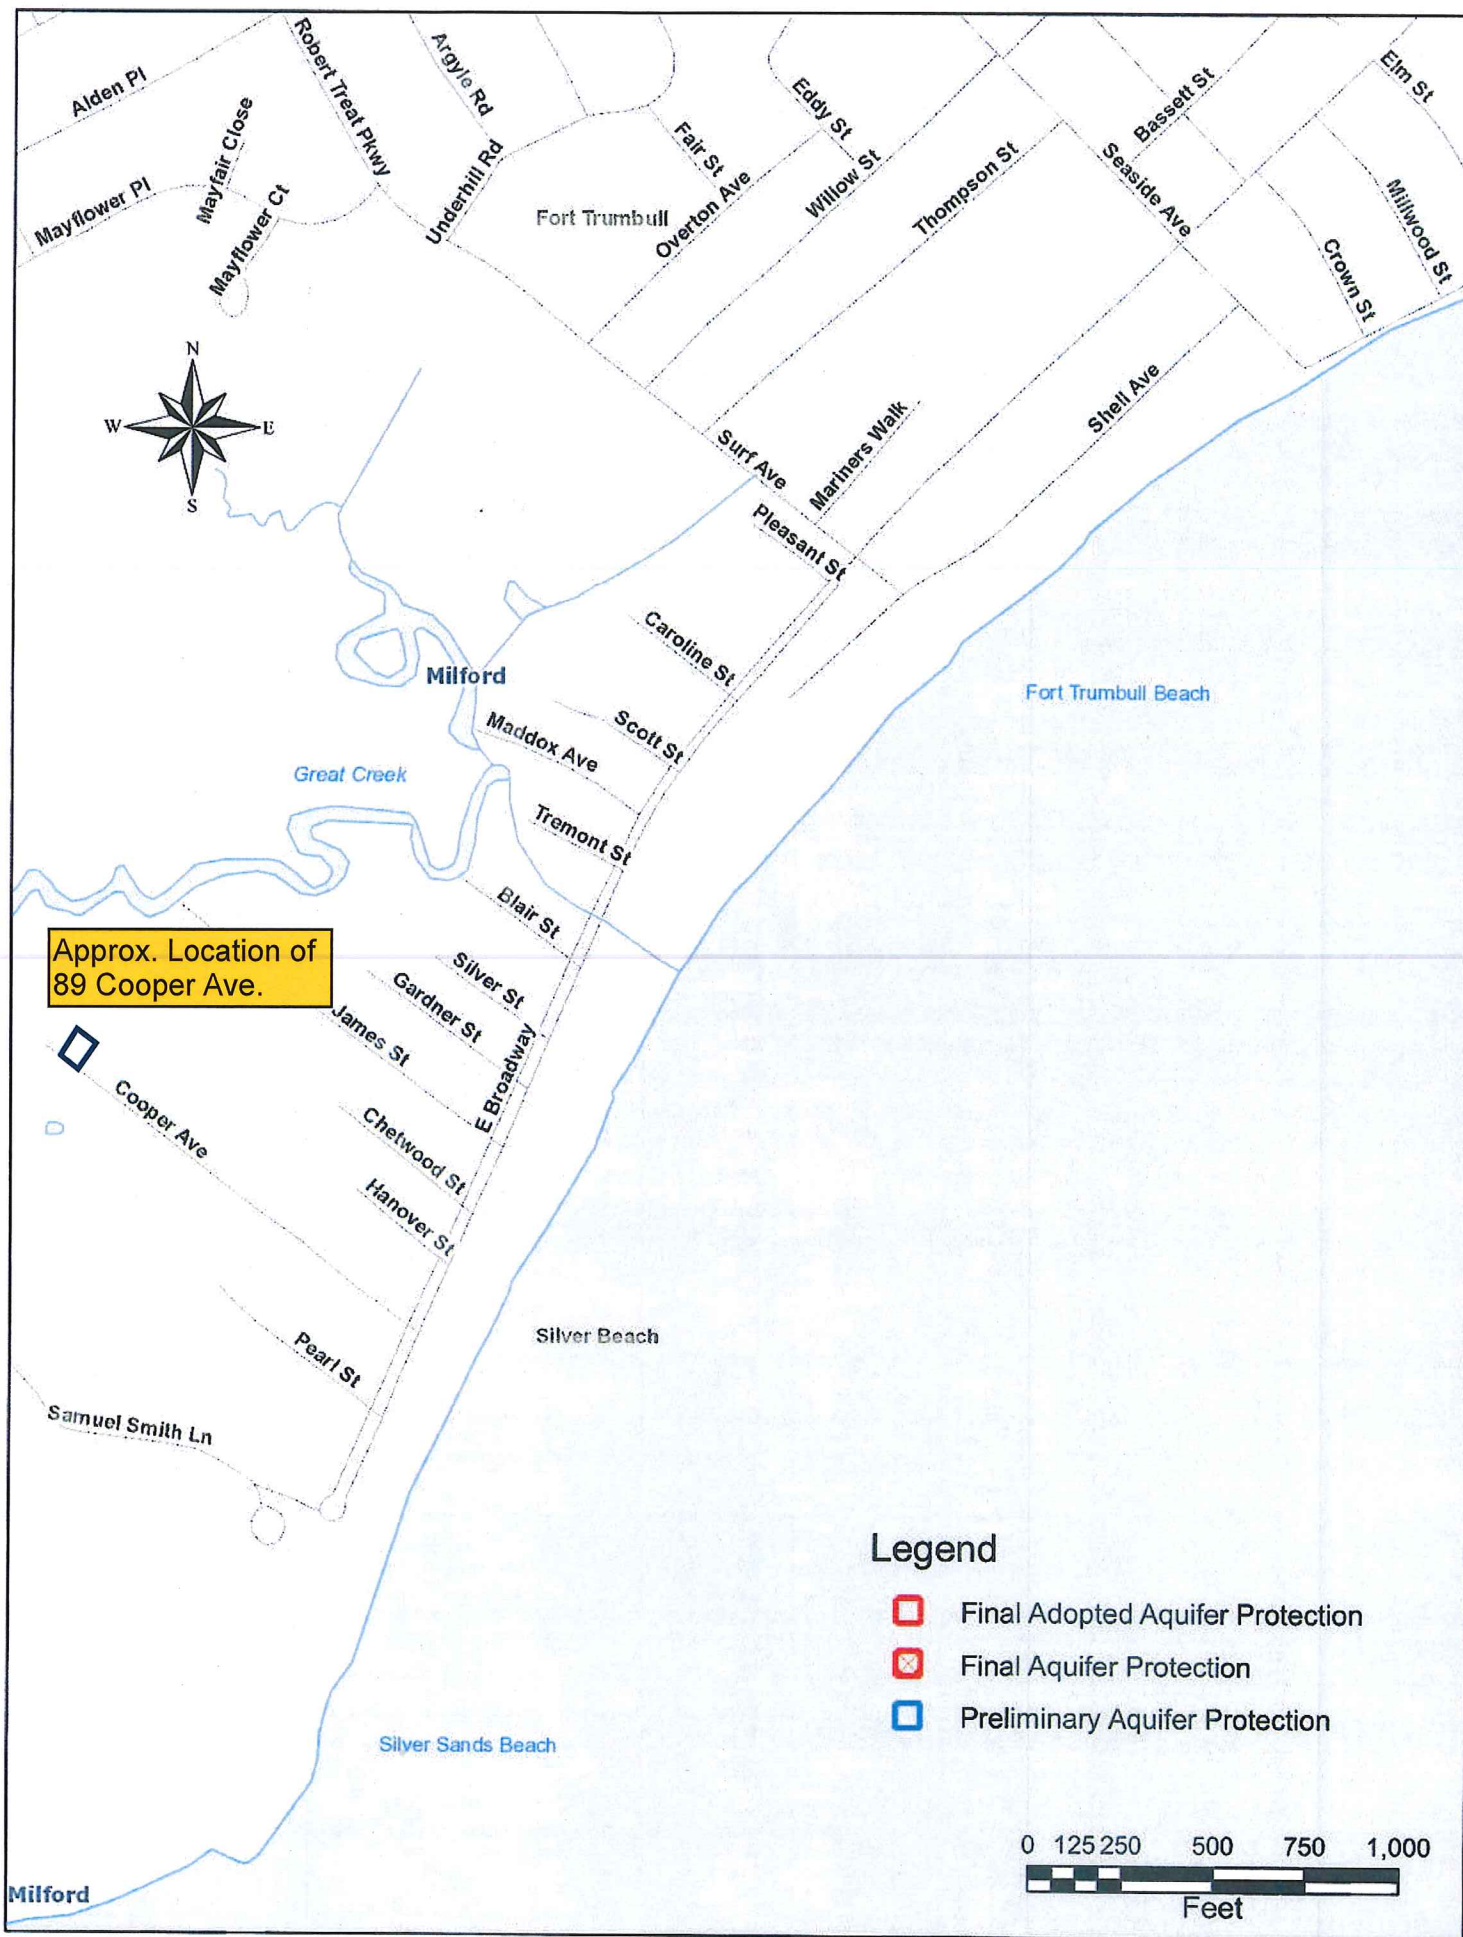 Alden Pl
Robert Treat Pkwy
Argyle Rd
Mayfair Close
Mayflower Pl
Mayflower Ct
Underhill Rd
Fort Trumbull
Fair St
Eddy St
Overton Ave
Willow St
Thompson St
Bassett St
Seaside Ave
Elm St
Millwood St
Crown St
Shell Ave
N
W
E
S
Surf Ave
Mariners Walk
Pleasant St
Caroline St
Milford
Scott St
Maddox Ave
Fort Trumbull Beach
Great Creek
Tremont St
Blair St
Approx. Location of
89 Cooper Ave.
Silver St
Gardner St
James St
E Broadway
Cooper Ave
Chetwood St
Hanover St
Silver Beach
Pearl St
Samuel Smith Ln
Legend
Final Adopted Aquifer Protection
Final Aquifer Protection
Preliminary Aquifer Protection
Silver Sands Beach
0 125 250 500 750 1,000
Feet
Milford